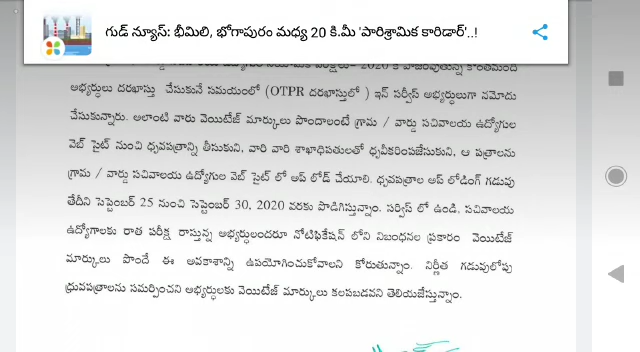 గుడ్ న్యూస్: భీమిలి, భోగాపురం మధ్య 20 కి.మీ 'పారిశ్రామిక కారిడార్'..!
2020 కి హాజరవుతున్న కొంతమంది
అభ్యర్థులు దరఖాస్తు చేసుకునే సమయంలో (OTPR దరఖాస్తులో ) ఇన్ సర్వీస్ అభ్యర్థులుగా నమోదు
చేసుకున్నారు. అలాంటి వారు వెయిటేజ్ మార్కులు పొందాలంటే గ్రామ / వార్డు సచివాలయ ఉద్యోగుల
వెబ్ సైట్ నుంచి ధృవపత్రాన్ని తీసుకుని, వారి వారి శాఖాధిపతులతో ధృవీకరింపజేసుకుని, ఆ పత్రాలను
గ్రామ / వార్డు సచివాలయ ఉద్యోగుల వెబ్ సైట్ లో అప్ లోడ్ చేయాలి. ధృవపత్రాల అప్ లోడింగ్ గడువు
తేదీని సెప్టెంబర్ 25 నుంచి సెప్టెంబర్ 30, 2020 వరకు పొడిగిస్తున్నాం. సర్వీస్ లో ఉండి, సచివాలయ
ఉద్యోగాలకు రాత పరీక్ష రాస్తున్న అభ్యర్థులందరూ నోటిఫికేషన్ లోని నిబంధనల ప్రకారం వెయిటేజ్
మార్కులు పొందే ఈ అవకాశాన్ని ఉపయోగించుకోవాలని కోరుతున్నాం. నిర్ణీత గడువులోపు
ధ్రువపత్రాలను సమర్పించని అభ్యర్థులకు వెయిటేజ్ మార్కులు కలపబడవని తెలియజేస్తున్నాం.